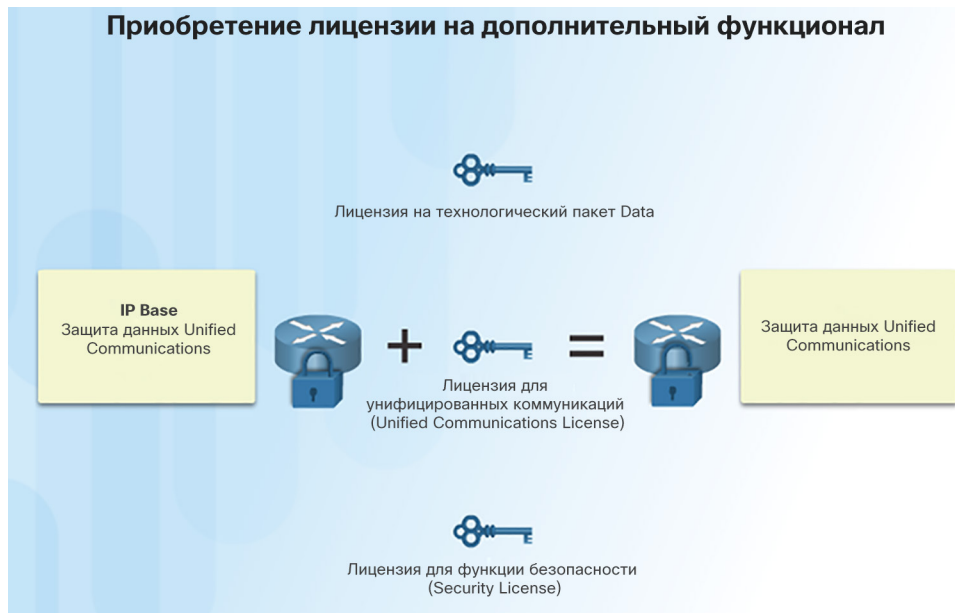 Приобретение лицензии на дополнительный функционал
Лицензия на технологический пакет Data
IP Base
Защита данных Unified
Communications
Лицензия для
унифицированных коммуникаций
(Unified Communications License)
Защита данных Unified
Communications
Лицензия для функции безопасности
(Security License)